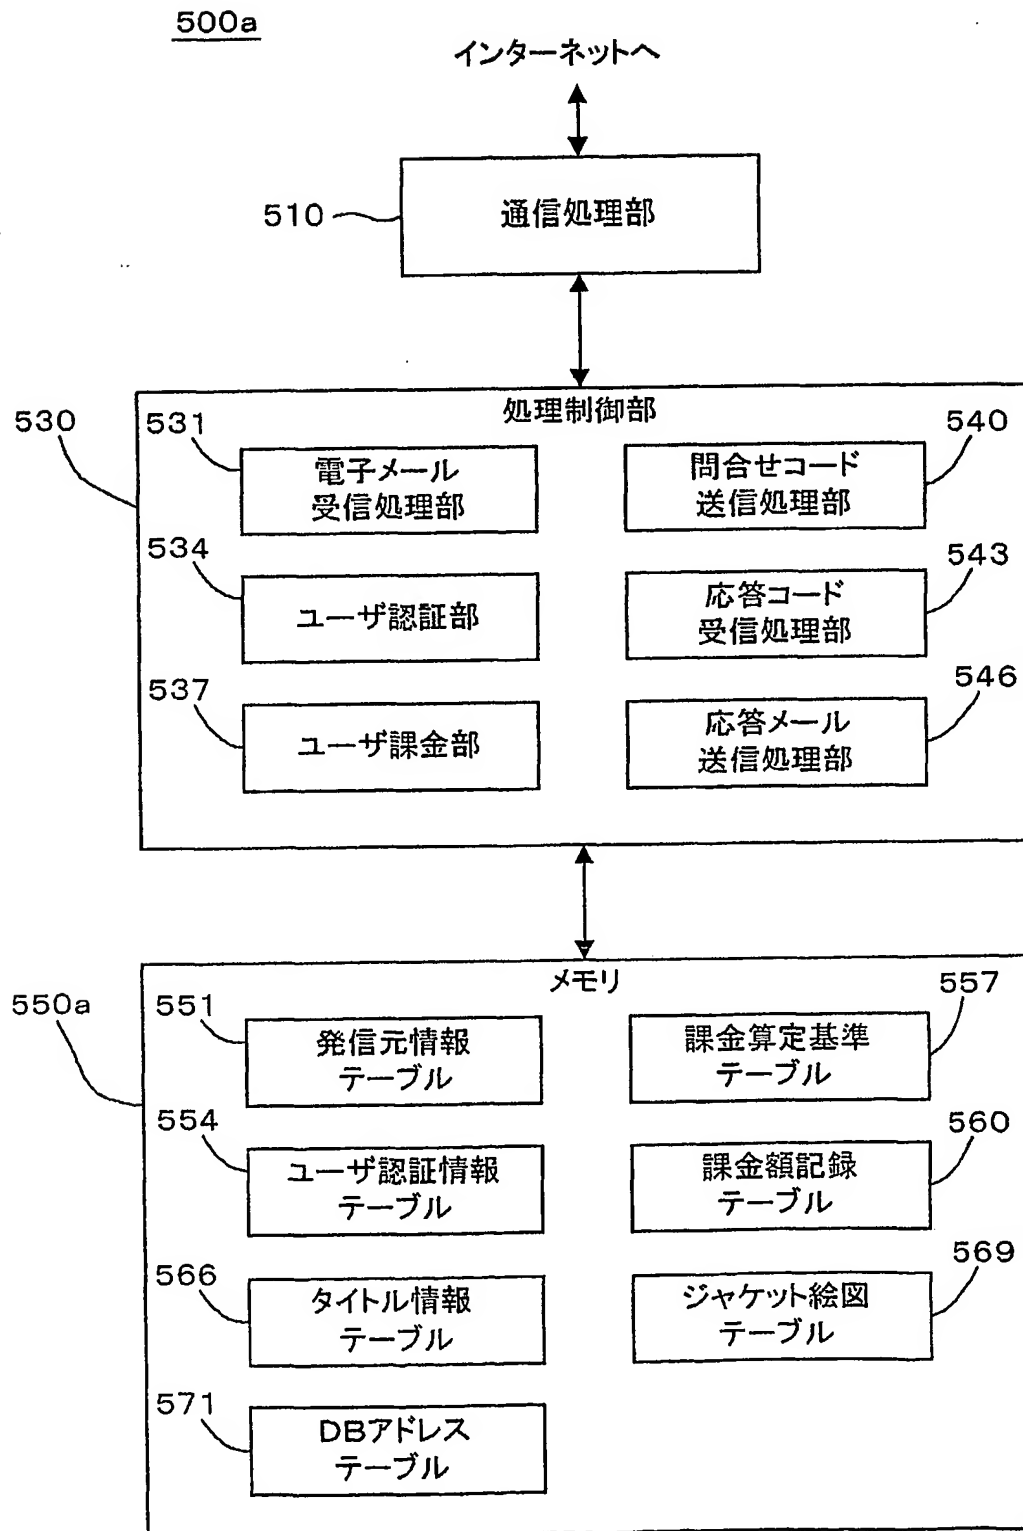 500a
インターネットへ
510
通信処理部
530
処理制御部
531
電子メール
受信処理部
540
問合せコード
送信処理部
534
ユーザ認証部
543
応答コード
受信処理部
537
ユーザ課金部
546
応答メール
送信処理部
550a
メモリ
551
発信元情報
テーブル
557
課金算定基準
テーブル
554
ユーザ認証情報
テーブル
560
課金額記録
テーブル
566
タイトル情報
テーブル
569
ジャケット絵図
テーブル
571
DBアドレス
テーブル